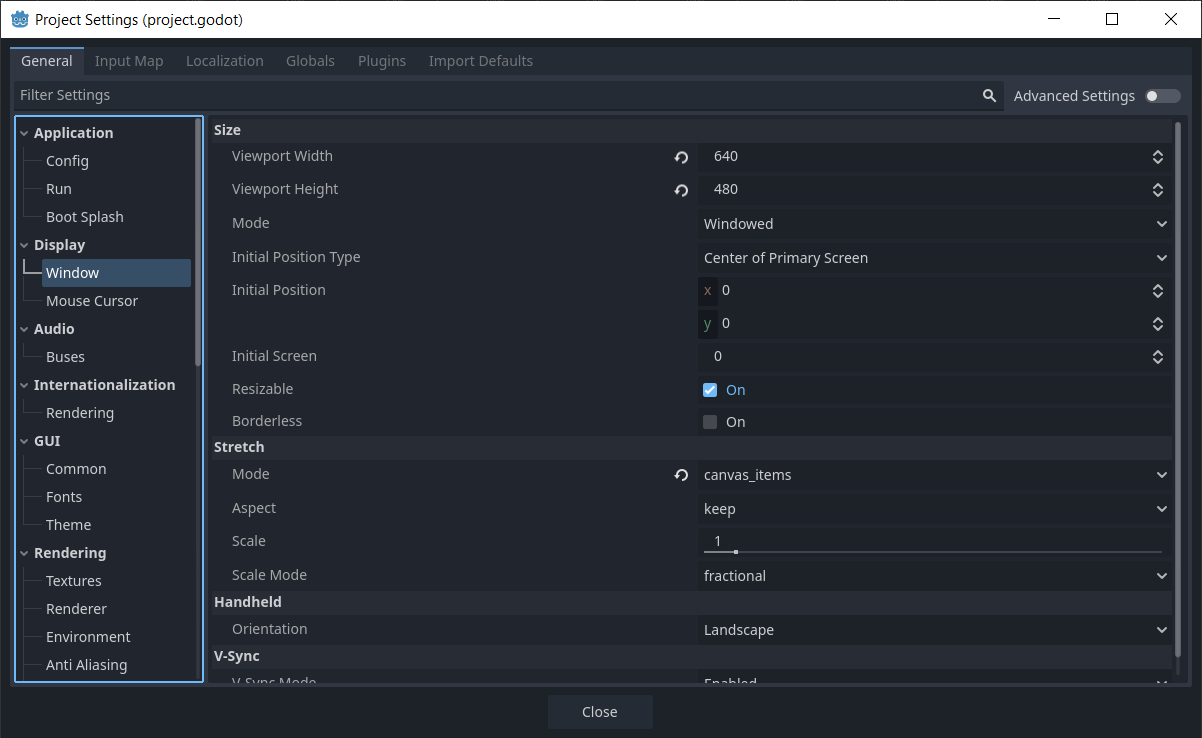 Project Settings (project.godot)
General Input Map Localization Globals Plugins Import Defaults
Filter Settings
Advanced Settings
Application
Config
Run
Boot Splash
Display
Window
Mouse Cursor
Audio
Buses
Internationalization
Rendering
GUI
Common
Fonts
Theme
Rendering
Textures
Renderer
Environment
Anti Aliasing
Size
Viewport Width 640
Viewport Height 480
Mode Windowed
Initial Position Type Center of Primary Screen
Initial Position x 0
y 0
Initial Screen 0
Resizable On
Borderless On
Stretch
Mode canvas_items
Aspect keep
Scale 1
Scale Mode fractional
Handheld
Orientation Landscape
V-Sync
V-Sync Mode Enabled
Close